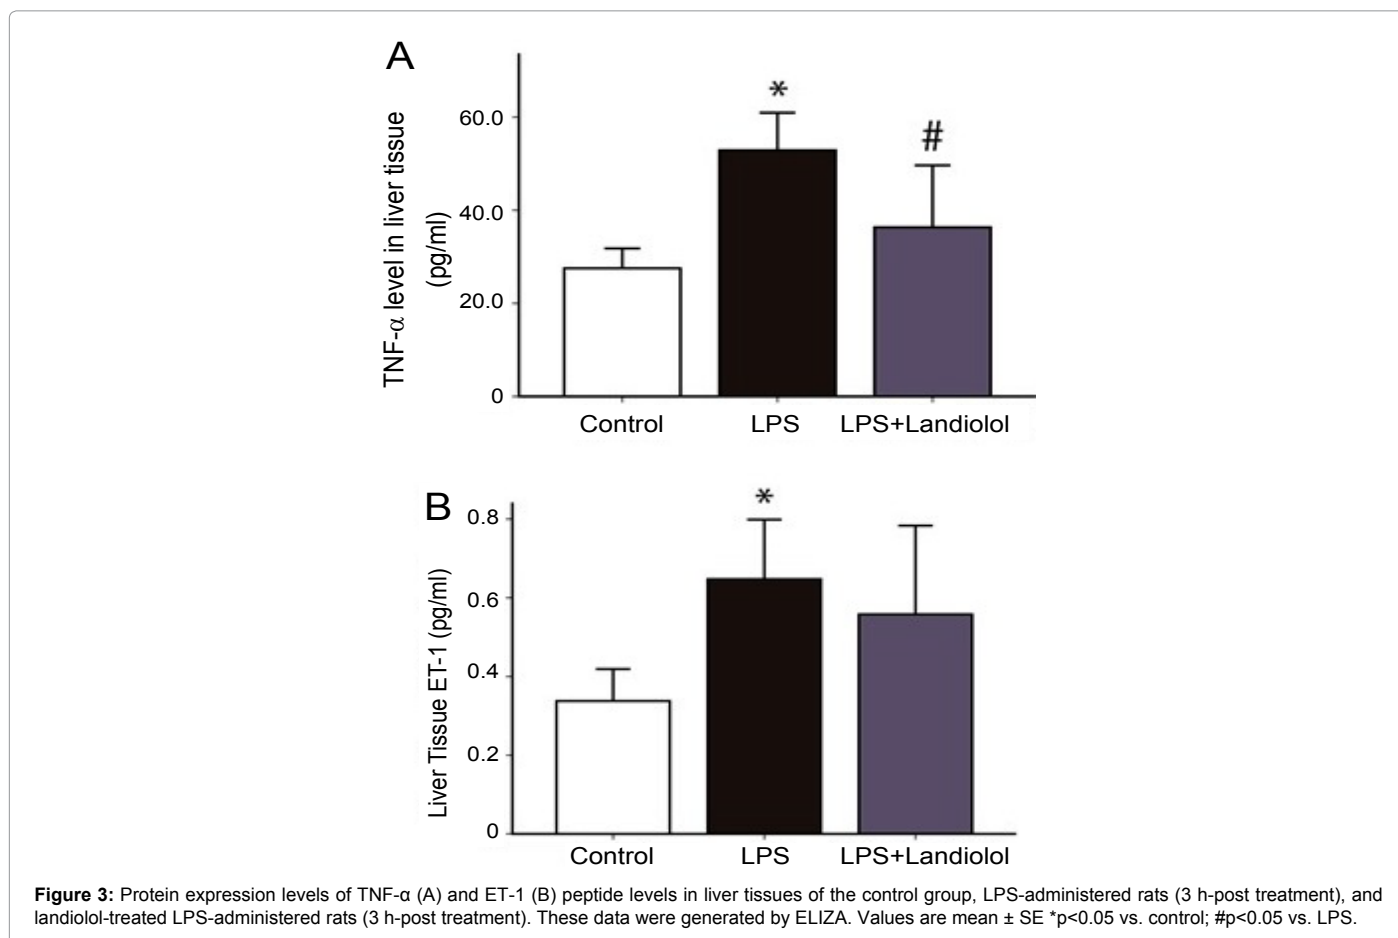 A
TNF-α level in liver tissue
(pg/ml)
60.0
40.0
20.0
0
*
#
Control LPS LPS+Landiolol
B
Liver Tissue ET-1 (pg/ml)
0.8
0.6
0.4
0.2
0
*
Control LPS LPS+Landiolol
Figure 3: Protein expression levels of TNF-α (A) and ET-1 (B) peptide levels in liver tissues of the control group, LPS-administered rats (3 h-post treatment), and
landiolol-treated LPS-administered rats (3 h-post treatment). These data were generated by ELIZA. Values are mean ± SE *p<0.05 vs. control; #p<0.05 vs. LPS.